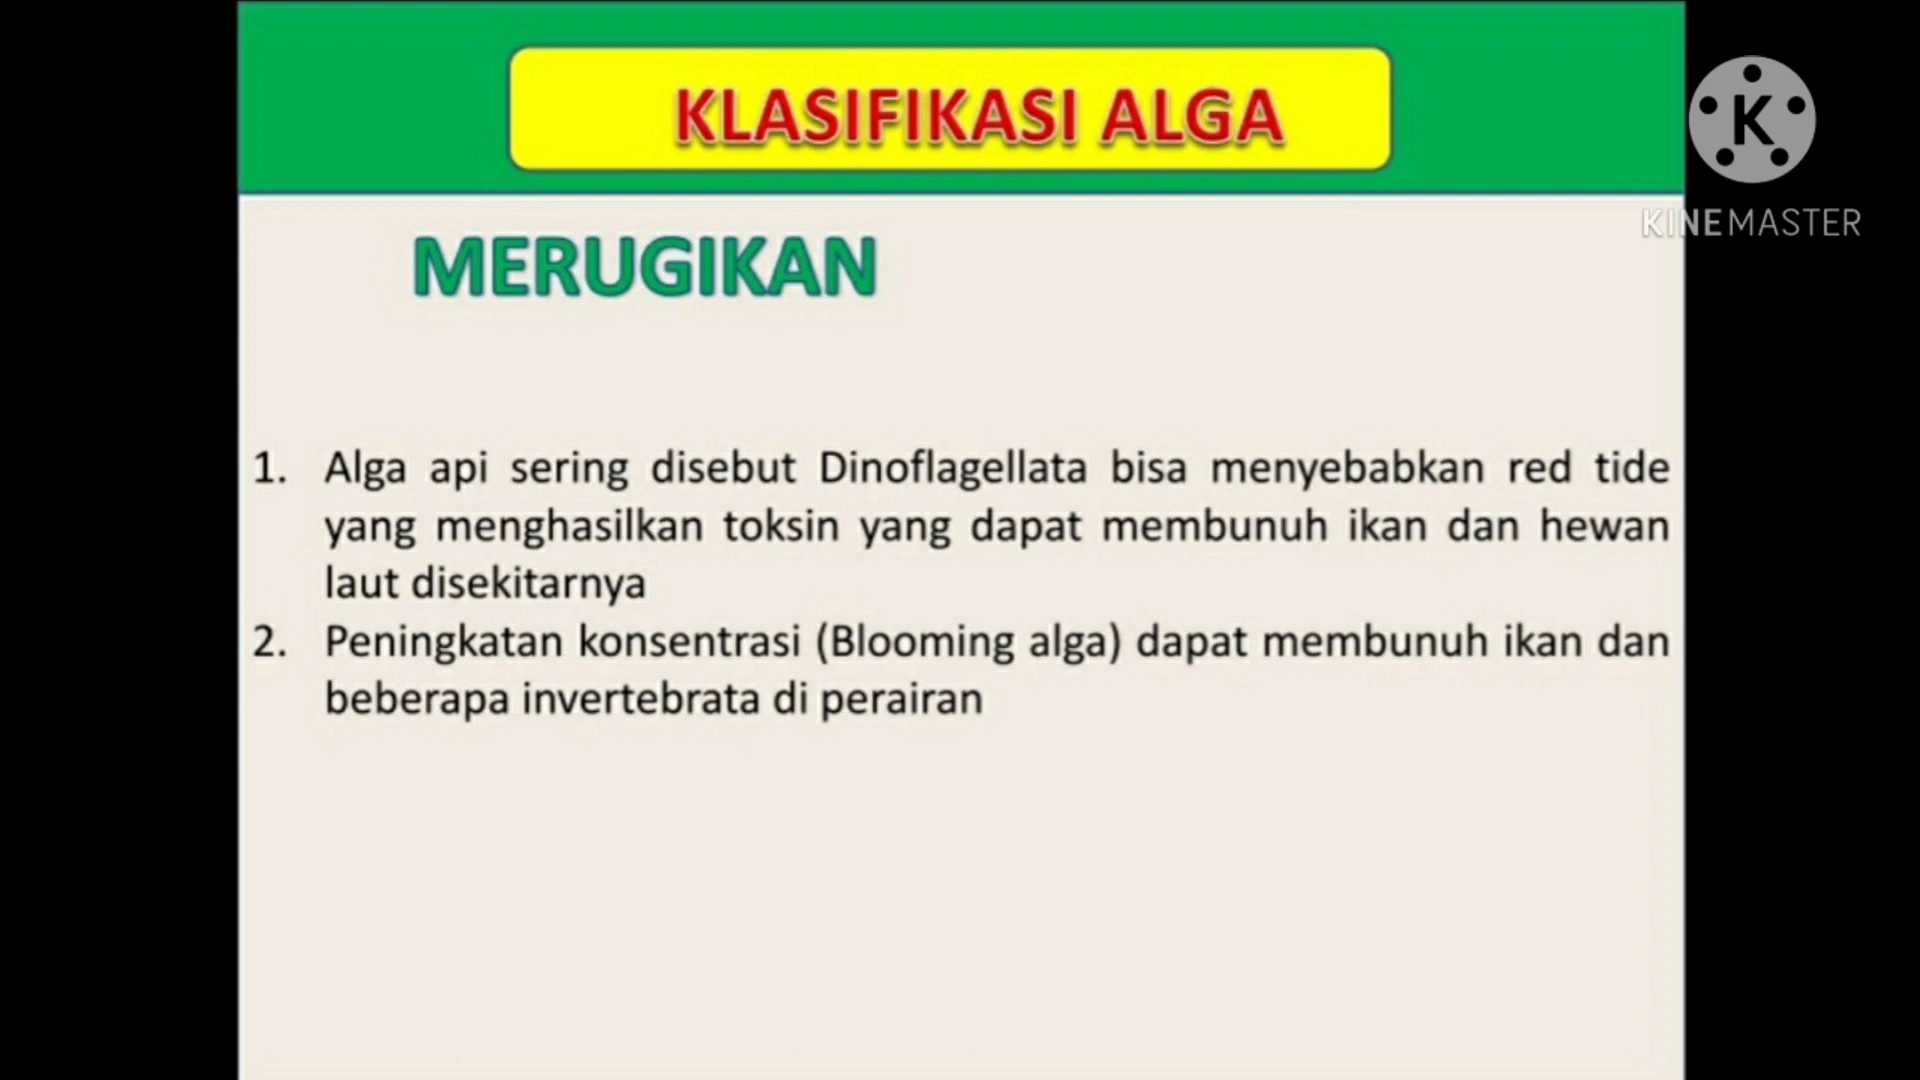 KLASIFIKASI ALGA
K
KINEMASTER
MERUGIKAN
1. Alga api sering disebut Dinoflagellata bisa menyebabkan red tide
yang menghasilkan toksin yang dapat membunuh ikan dan hewan
laut disekitarnya
2. Peningkatan konsentrasi (Blooming alga) dapat membunuh ikan dan
beberapa invertebrata di perairan